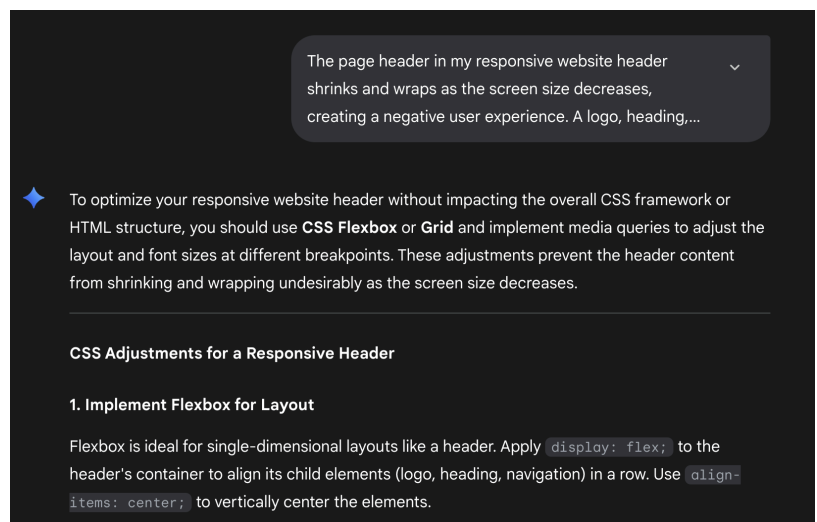 The page header in my responsive website header
shrinks and wraps as the screen size decreases,
creating a negative user experience. A logo, heading,...
To optimize your responsive website header without impacting the overall CSS framework or
HTML structure, you should use CSS Flexbox or Grid and implement media queries to adjust the
layout and font sizes at different breakpoints. These adjustments prevent the header content
from shrinking and wrapping undesirably as the screen size decreases.
CSS Adjustments for a Responsive Header
1. Implement Flexbox for Layout
Flexbox is ideal for single-dimensional layouts like a header. Apply display: flex; to the
header's container to align its child elements (logo, heading, navigation) in a row. Use align-
items: center; to vertically center the elements.